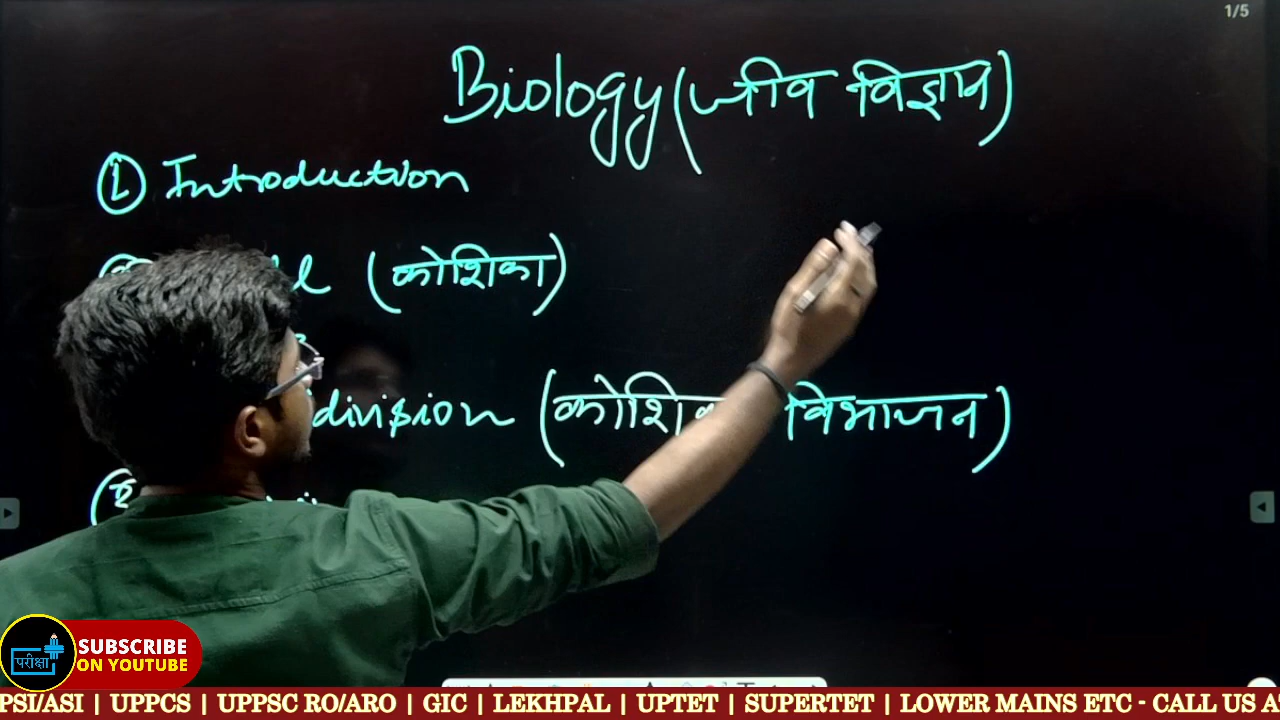 1/5
Biology (जीव विज्ञान)
① Introduction
(कोशिका)
division (कोशि विभाजन)
परीक्षा
SUBSCRIBE
ON YOUTUBE
PSI/ASI | UPPCS | UPPSC RO/ARO | GIC | LEKHPAL | UPTET | SUPERTET | LOWER MAINS ETC - CALL US A